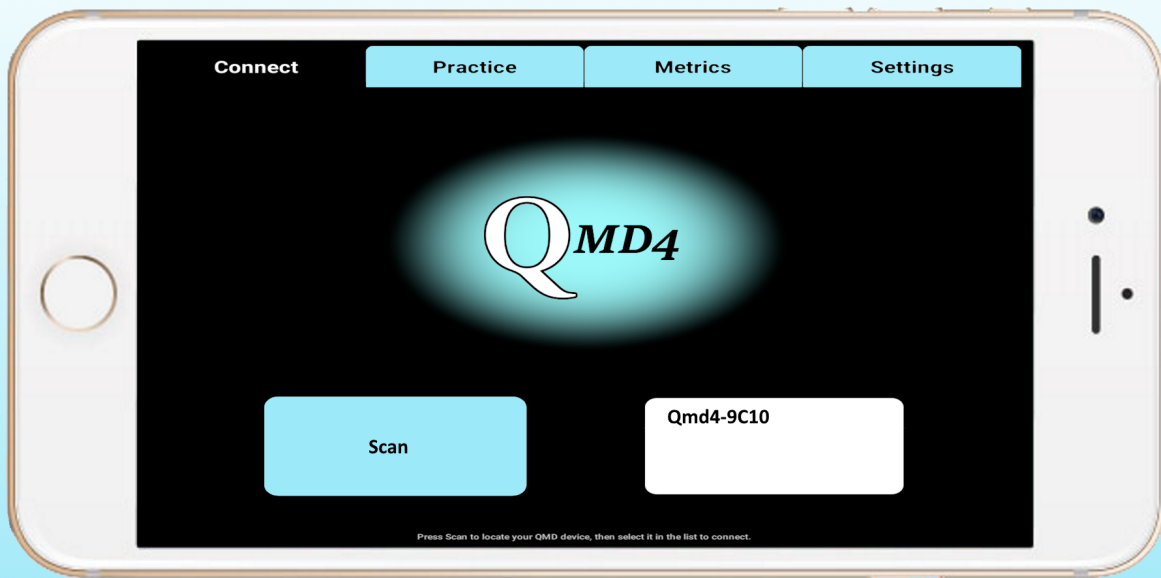 Connect
Practice
Metrics
Settings
QMD4
Scan
Qmd4-9C10
Press Scan to locate your QMD device, then select it in the list to connect.